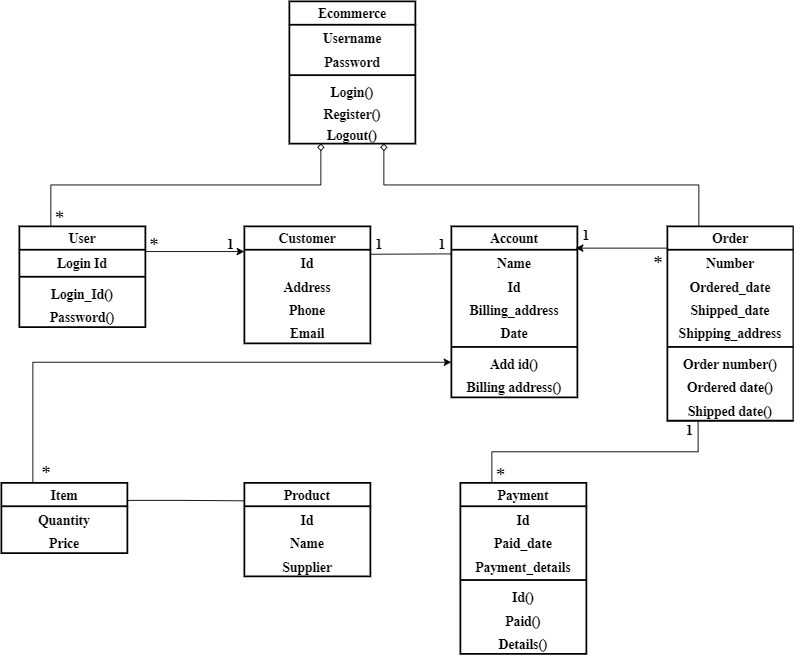 Ecommerce
Username
Password
Login()
Register()
Logout()
*
User
Login Id
Login_Id()
Password()
*
1
Customer
Id
Address
Phone
Email
1
1
Account
Name
Id
Billing_address
Date
Add id()
Billing address()
1
*
Order
Number
Ordered_date
Shipped_date
Shipping_address
Order number()
Ordered date()
Shipped date()
1
*
*
Item
Quantity
Price
Product
Id
Name
Supplier
Payment
Id
Paid_date
Payment_details
Id()
Paid()
Details()